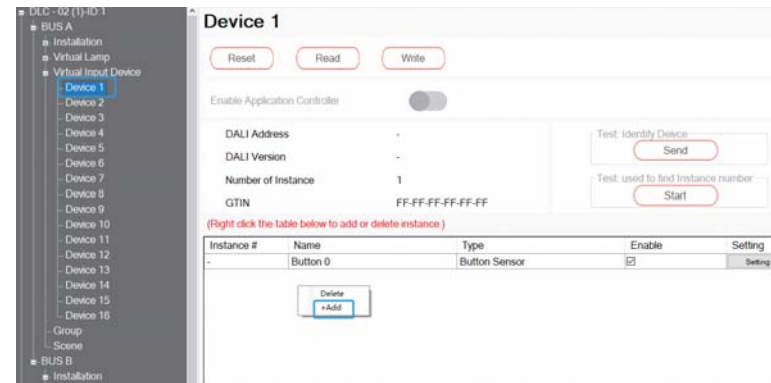 DLC - 02 (1)-ID:1
BUS A
Installation
Virtual Lamp
Virtual Input Device
Device 1
Device 2
Device 3
Device 4
Device 5
Device 6
Device 7
Device 8
Device 9
Device 10
Device 11
Device 12
Device 13
Device 14
Device 15
Device 16
Group
Scene
BUS B
Installation
Device 1
Reset Read Write
Enable Application Controller
DALI Address -
DALI Version -
Number of Instance 1
GTIN FF-FF-FF-FF-FF-FF
Test: Identify Deivce
Send
Test: used to find Instance number
Start
(Right click the table below to add or delete instance.)
Instance # Name Type Enable Setting
- Button 0 Button Sensor Setting
Delete
+Add